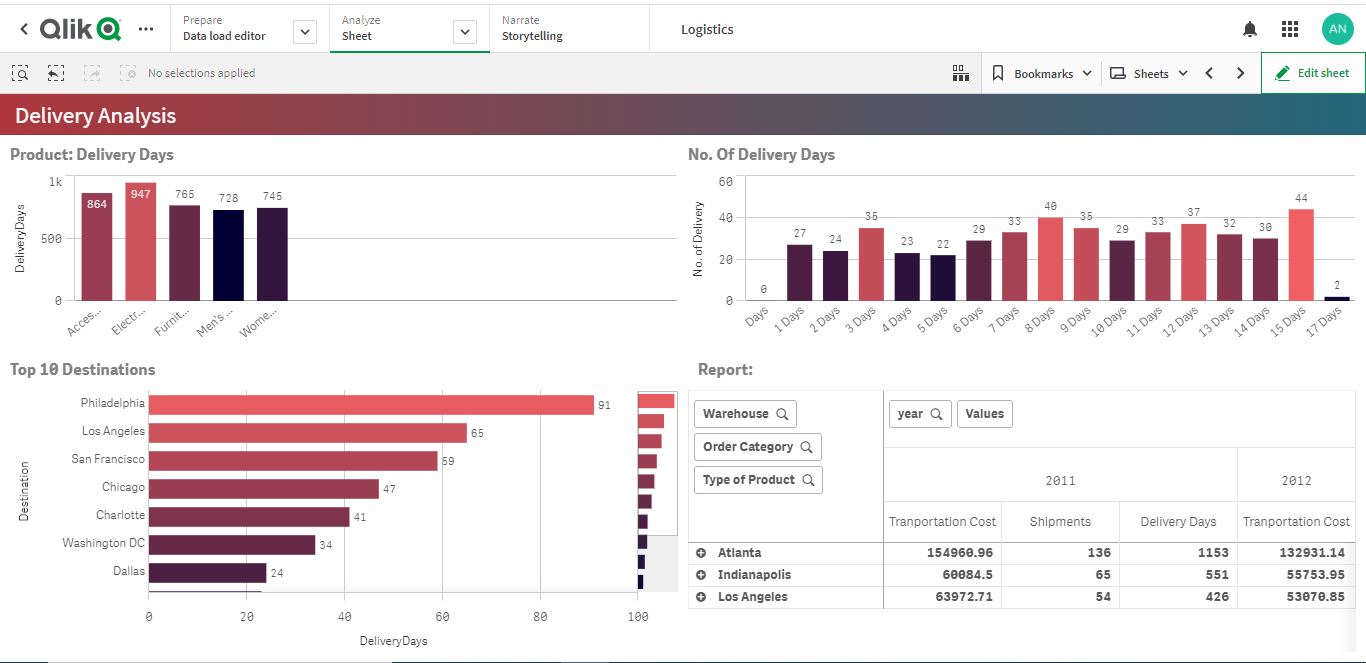 Qlik
Prepare
Data load editor
Analyze
Sheet
Narrate
Storytelling
Logistics
AN
No selections applied
Bookmarks
Sheets
Edit sheet
Delivery Analysis
Product: Delivery Days
DeliveryDays
1k
500
0
864
947
765
728
745
Acces...
Electr...
Furnit...
Men's ...
Wome...
No. Of Delivery Days
No. of Delivery
60
40
20
0
0
27
24
35
23
22
29
33
40
35
29
33
37
32
30
44
2
Days
1 Days
2 Days
3 Days
4 Days
5 Days
6 Days
7 Days
8 Days
9 Days
10 Days
11 Days
12 Days
13 Days
14 Days
15 Days
17 Days
Top 10 Destinations
Destination
Philadelphia 91
Los Angeles 65
San Francisco 59
Chicago 47
Charlotte 41
Washington DC 34
Dallas 24
0 20 40 60 80 100
DeliveryDays
Report:
Warehouse
Order Category
Type of Product
year Values
2011 2012
Tranportation Cost Shipments Delivery Days Tranportation Cost
Atlanta 154960.96 136 1153 132931.14
Indianapolis 60084.5 65 551 55753.95
Los Angeles 63972.71 54 426 53070.85